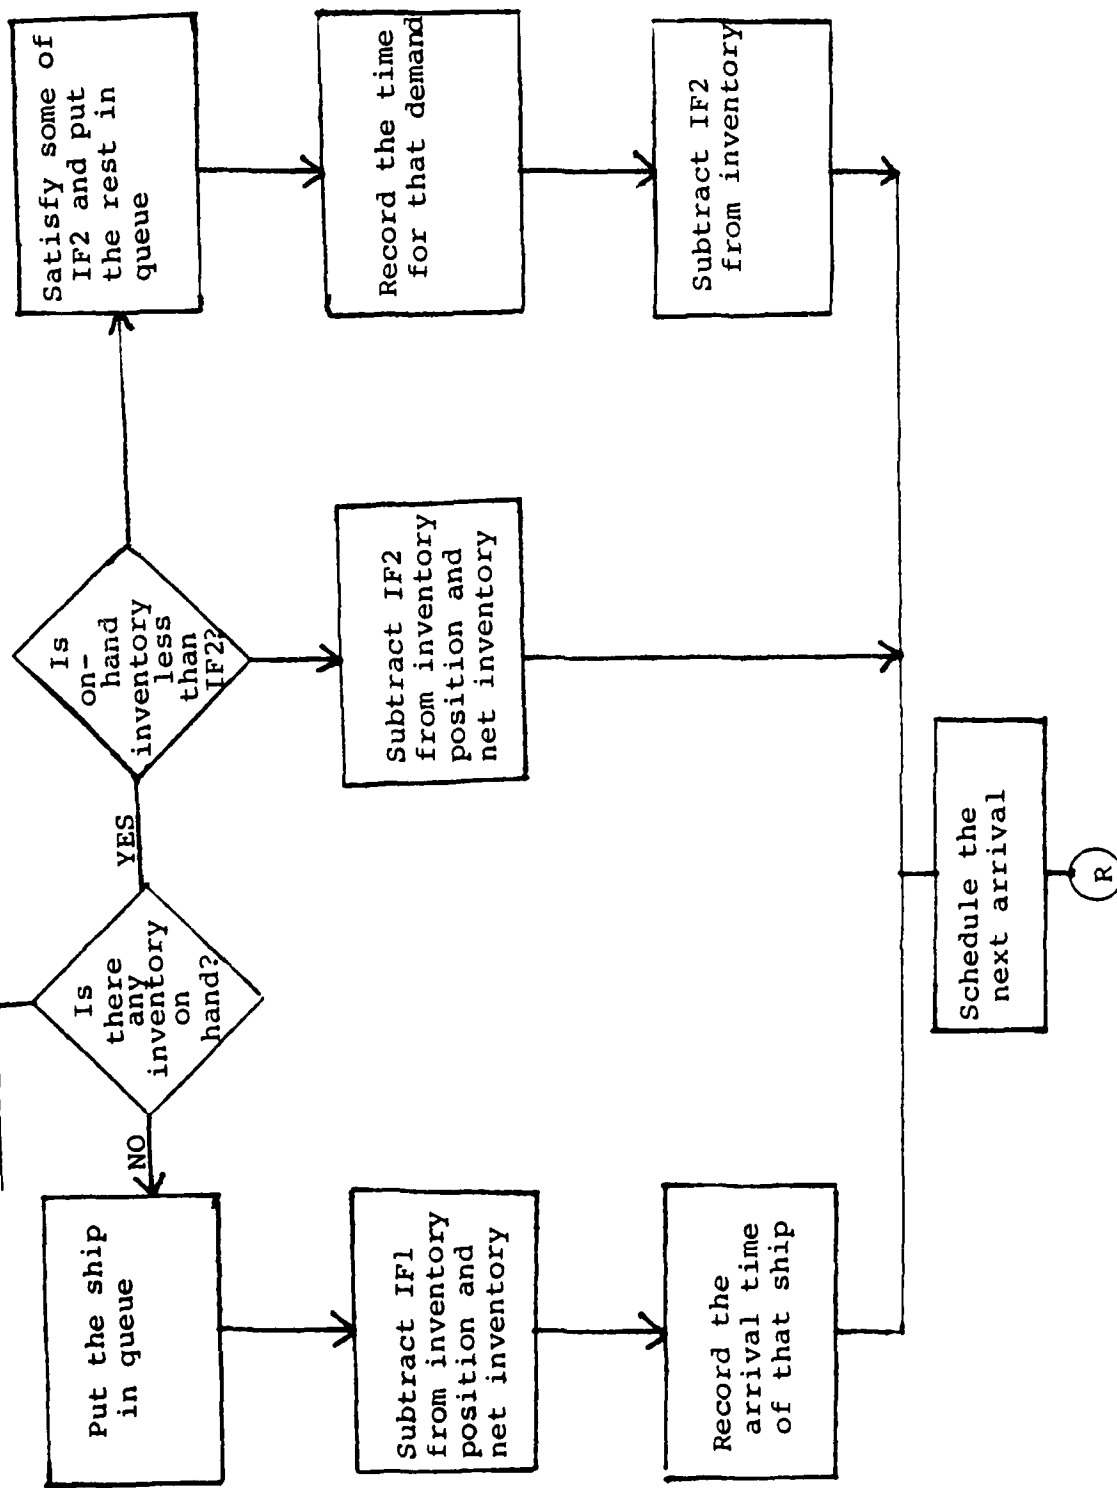 Put the ship
in queue
Subtract IF1
from inventory
position and
net inventory
Record the
arrival time
of that ship
NO
Is
there
any
inventory
on
hand?
YES
Is
on-
hand
inventory
less
than
IF2?
Subtract IF2
from inventory
position and
net inventory
Satisfy some of
IF2 and put
the rest in
queue
Record the time
for that demand
Subtract IF2
from inventory
Schedule the
next arrival
R